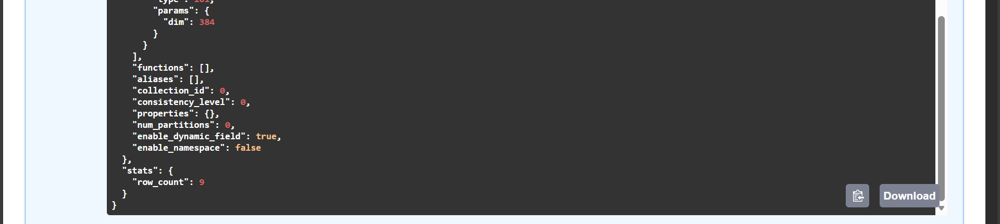 "type": 101,
"params": {
"dim": 384
}
}
],
"functions": [],
"aliases": [],
"collection_id": 0,
"consistency_level": 0,
"properties": {},
"num_partitions": 0,
"enable_dynamic_field": true,
"enable_namespace": false
},
"stats": {
"row_count": 9
}
}
Download